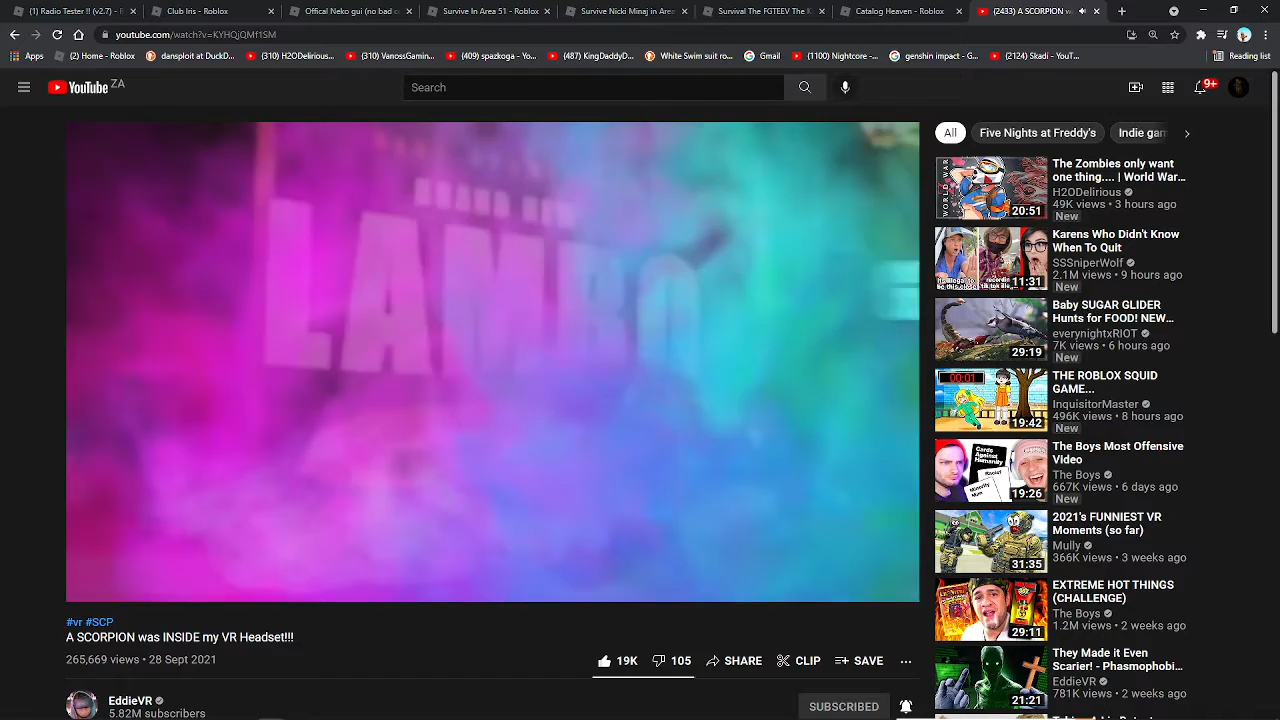 (1) Radio Tester !! (v2.7) - R
Club Iris - Roblox
Offical Neko gui (no bad c
Survive In Area 51 - Roblox
Survive Nicki Minaj in Area
Survival The FGTEEV The K
Catalog Heaven - Roblox
(2433) A SCORPION w
youtube.com/watch?v=KYHQjQMf1SM
Apps
(2) Home - Roblox
dansploit at DuckD...
(310) H2ODelirious...
(310) VanossGamin...
(409) spazkoga - Yo...
(487) KingDaddyD...
White Swim suit ro...
Gmail
(1100) Nightcore -...
genshin impact - G...
(2124) Skadi - YouT...
Reading list
YouTube ZA
Search
9+
LAMBO
All
Five Nights at Freddy's
Indie gam
The Zombies only want
one thing.... | World War...
H2ODelirious
49K views • 3 hours ago
New
WORLD WAR
20:51
Karens Who Didn't Know
When To Quit
SSSniperWolf
2.1M views • 9 hours ago
New
11:31
Baby SUGAR GLIDER
Hunts for FOOD! NEW...
everynightxRIOT
7K views • 6 hours ago
New
29:19
THE ROBLOX SQUID
GAME...
InquisitorMaster
496K views • 8 hours ago
New
00:01
19:42
The Boys Most Offensive
Video
The Boys
667K views • 6 days ago
New
Cards
Against
Humanity
Minority
Mum
19:26
2021's FUNNIEST VR
Moments (so far)
Mully
366K views • 3 weeks ago
31:35
EXTREME HOT THINGS
(CHALLENGE)
The Boys
1.2M views • 2 weeks ago
29:11
They Made it Even
Scarier! - Phasmophobi...
EddieVR
781K views • 2 weeks ago
21:21
#vr #SCP
A SCORPION was INSIDE my VR Headset!!!
265,669 views • 28 Sept 2021
19K
105
SHARE
CLIP
SAVE
EddieVR
5.82M subscribers
SUBSCRIBED